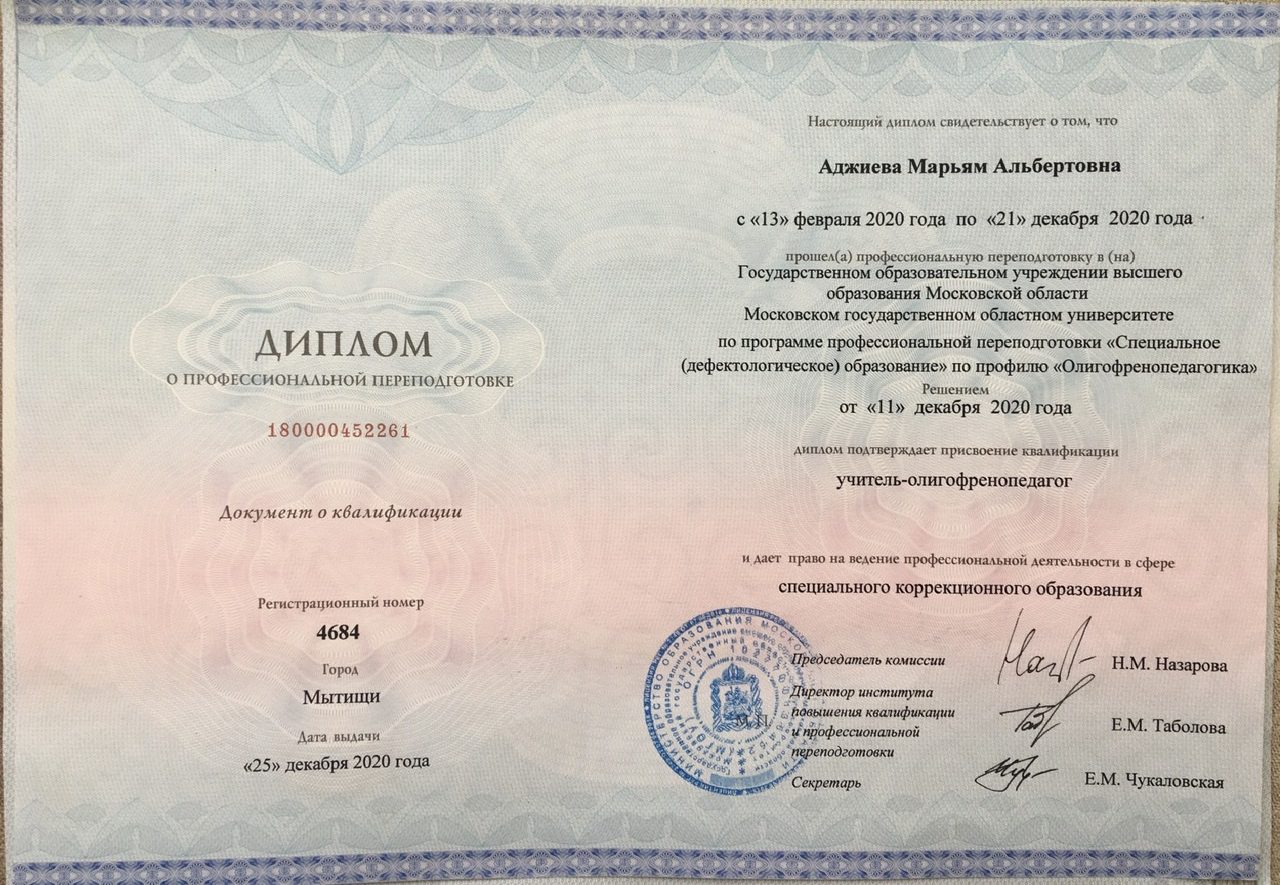 ДИПЛОМ
О ПРОФЕССИОНАЛЬНОЙ ПЕРЕПОДГОТОВКЕ
180000452261
Документ о квалификации
Регистрационный номер
4684
Город
Мытищи
Дата выдачи
«25» декабря 2020 года
Настоящий диплом свидетельствует о том, что
Аджиева Марьям Альбертовна
с «13» февраля 2020 года по «21» декабря 2020 года
прошел(а) профессиональную переподготовку в (на)
Государственном образовательном учреждении высшего
образования Московской области
Московском государственном областном университете
по программе профессиональной переподготовки «Специальное
(дефектологическое) образование» по профилю «Олигофренопедагогика»
Решением
от «11» декабря 2020 года
диплом подтверждает присвоение квалификации
учитель-олигофренопедагог
и дает право на ведение профессиональной деятельности в сфере
специального коррекционного образования
Председатель комиссии
Н.М. Назарова
Директор института
повышения квалификации
и профессиональной
переподготовки
Е.М. Таболова
М.П.
Секретарь
Е.М. Чукаловская
МИНИСТЕРСТВО ОБРАЗОВАНИЯ